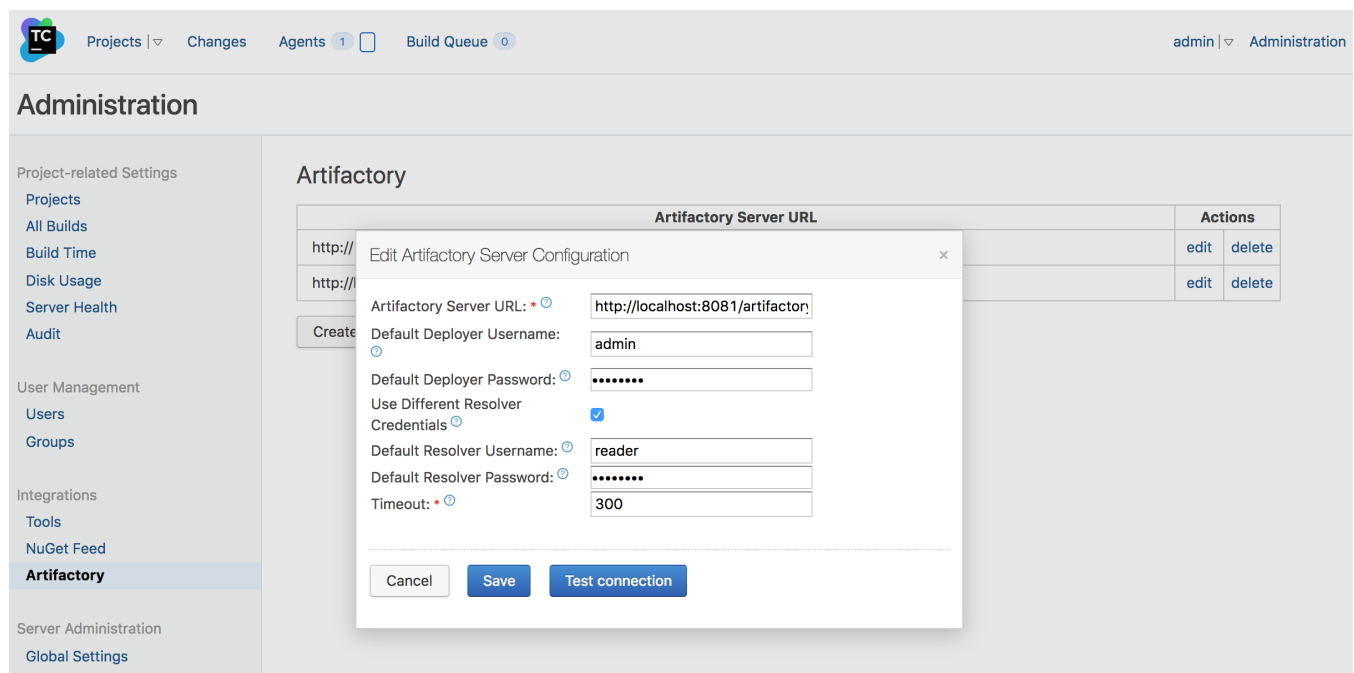 TC
Projects
Changes
Agents 1
Build Queue 0
admin
Administration
Administration
Project-related Settings
Projects
All Builds
Build Time
Disk Usage
Server Health
Audit
User Management
Users
Groups
Integrations
Tools
NuGet Feed
Artifactory
Server Administration
Global Settings
Artifactory
Artifactory Server URL
Actions
http://
edit
delete
http://
edit
delete
Create
Edit Artifactory Server Configuration
×
Artifactory Server URL: * ?
http://localhost:8081/artifactory
Default Deployer Username:
?
admin
Default Deployer Password: ?
••••••••
Use Different Resolver
Credentials ?
Default Resolver Username: ?
reader
Default Resolver Password: ?
••••••••
Timeout: * ?
300
Cancel
Save
Test connection